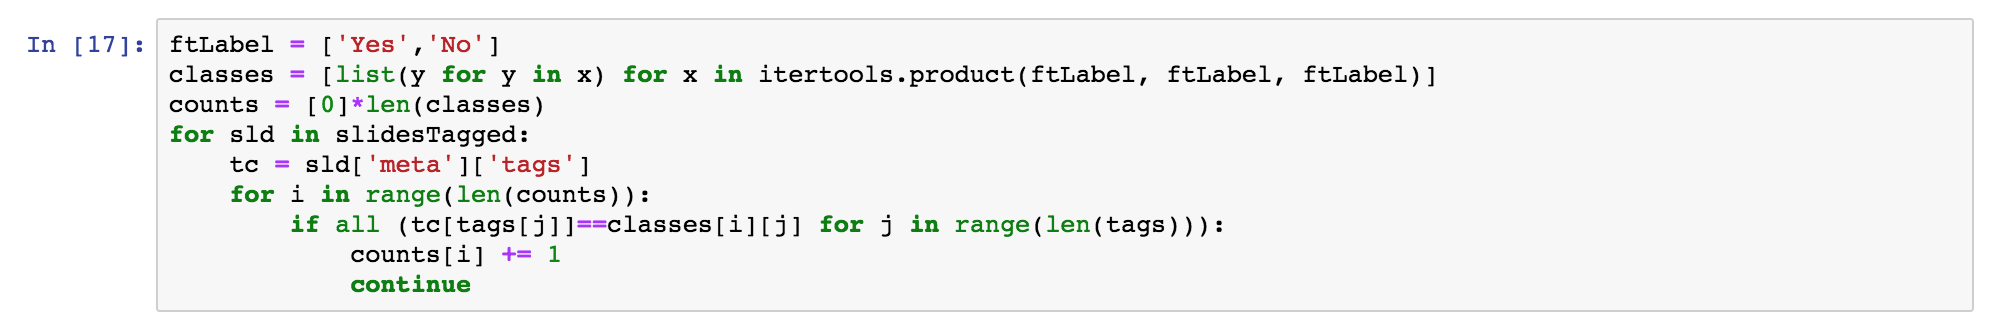 In [17]: ftLabel = ['Yes','No']
classes = [list(y for y in x) for x in itertools.product(ftLabel, ftLabel, ftLabel)]
counts = [0]*len(classes)
for sld in slidesTagged:
    tc = sld['meta']['tags']
    for i in range(len(counts)):
        if all (tc[tags[j]]==classes[i][j] for j in range(len(tags))):
            counts[i] += 1
            continue